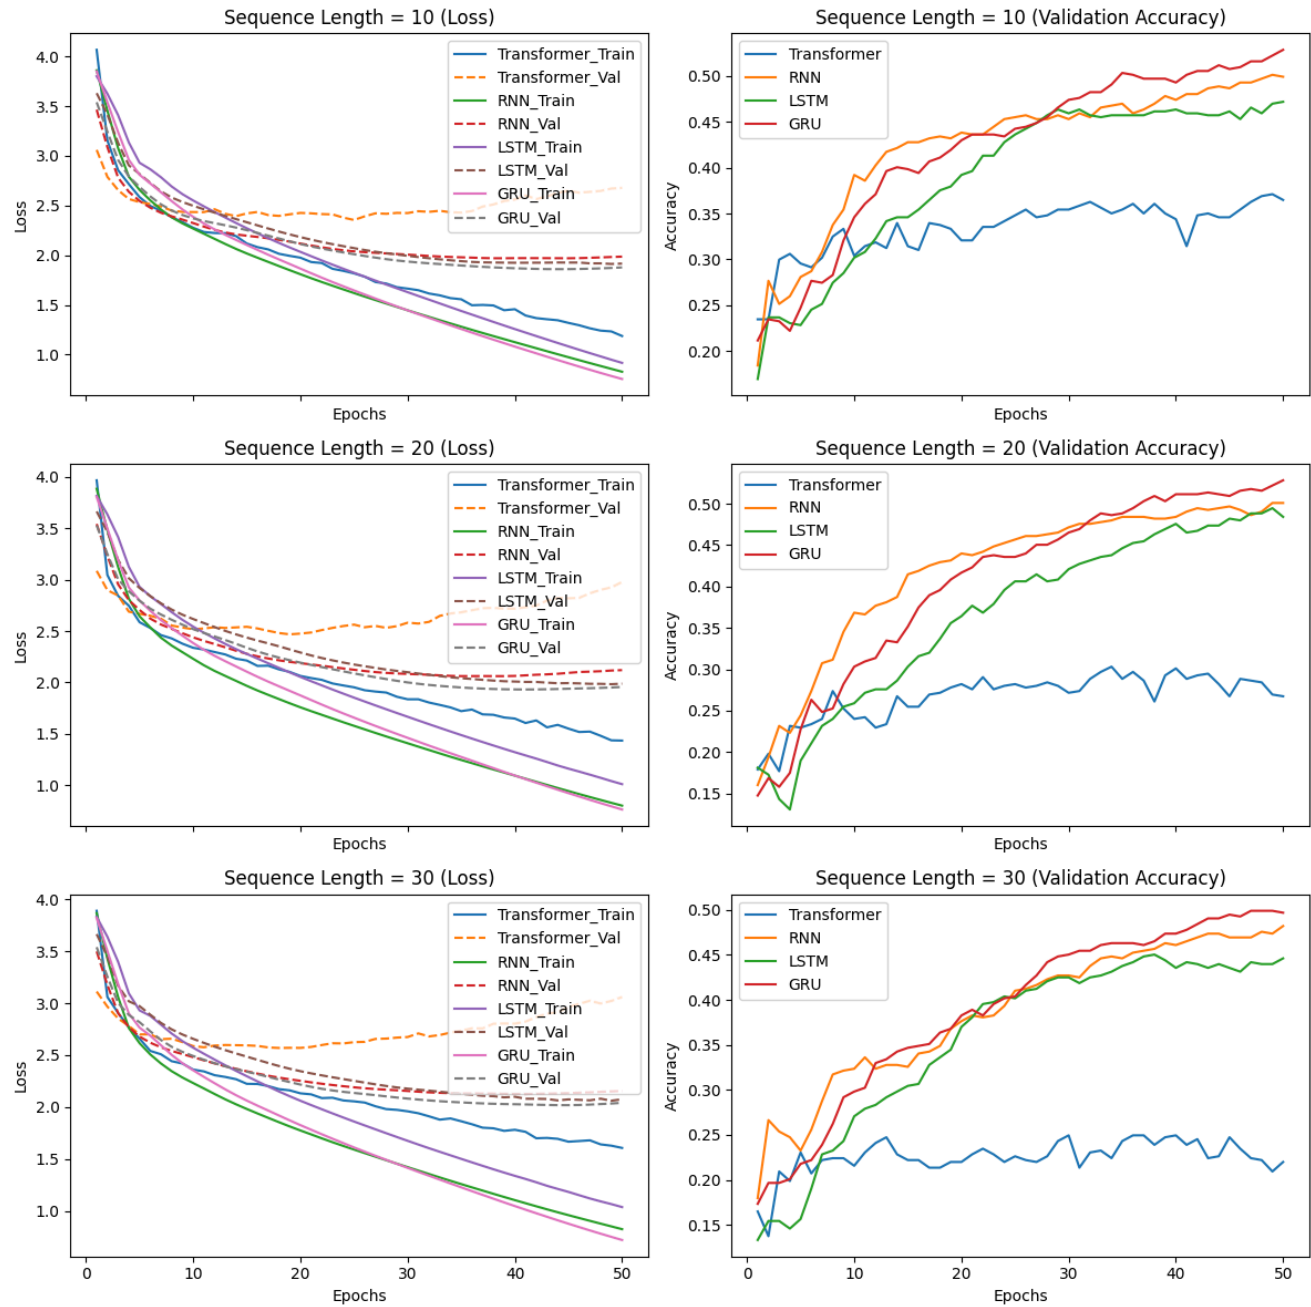 Sequence Length = 10 (Loss)
4.0
3.5
3.0
2.5
2.0
1.5
1.0
Loss
Epochs
Transformer_Train
Transformer_Val
RNN_Train
RNN_Val
LSTM_Train
LSTM_Val
GRU_Train
GRU_Val
Sequence Length = 10 (Validation Accuracy)
0.50
0.45
0.40
0.35
0.30
0.25
0.20
Accuracy
Epochs
Transformer
RNN
LSTM
GRU
Sequence Length = 20 (Loss)
4.0
3.5
3.0
2.5
2.0
1.5
1.0
Loss
Epochs
Transformer_Train
Transformer_Val
RNN_Train
RNN_Val
LSTM_Train
LSTM_Val
GRU_Train
GRU_Val
Sequence Length = 20 (Validation Accuracy)
0.50
0.45
0.40
0.35
0.30
0.25
0.20
0.15
Accuracy
Epochs
Transformer
RNN
LSTM
GRU
Sequence Length = 30 (Loss)
4.0
3.5
3.0
2.5
2.0
1.5
1.0
Loss
0 10 20 30 40 50
Epochs
Transformer_Train
Transformer_Val
RNN_Train
RNN_Val
LSTM_Train
LSTM_Val
GRU_Train
GRU_Val
Sequence Length = 30 (Validation Accuracy)
0.50
0.45
0.40
0.35
0.30
0.25
0.20
0.15
Accuracy
0 10 20 30 40 50
Epochs
Transformer
RNN
LSTM
GRU